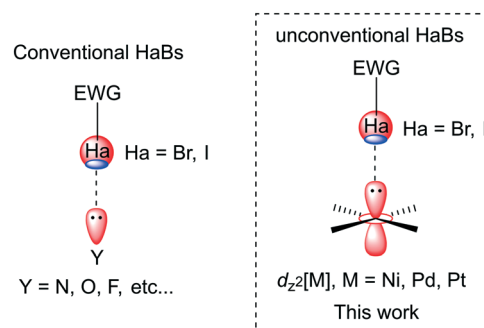 Conventional HaBs
EWG
Ha
Ha = Br, I
Y
Y = N, O, F, etc...
unconventional HaBs
EWG
Ha
Ha = Br, I
dz2[M], M = Ni, Pd, Pt
This work